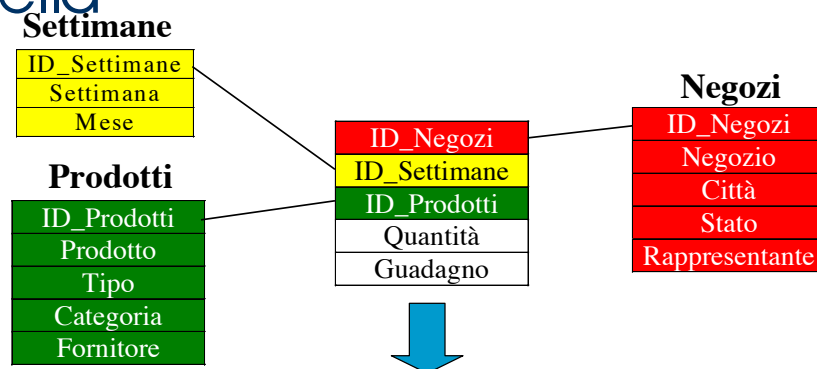 Settimane
ID_Settimane
Settimana
Mese
Prodotti
ID_Prodotti
Prodotto
Tipo
Categoria
Fornitore
ID_Negozi
ID_Settimane
ID_Prodotti
Quantità
Guadagno
Negozi
ID_Negozi
Negozio
Città
Stato
Rappresentante